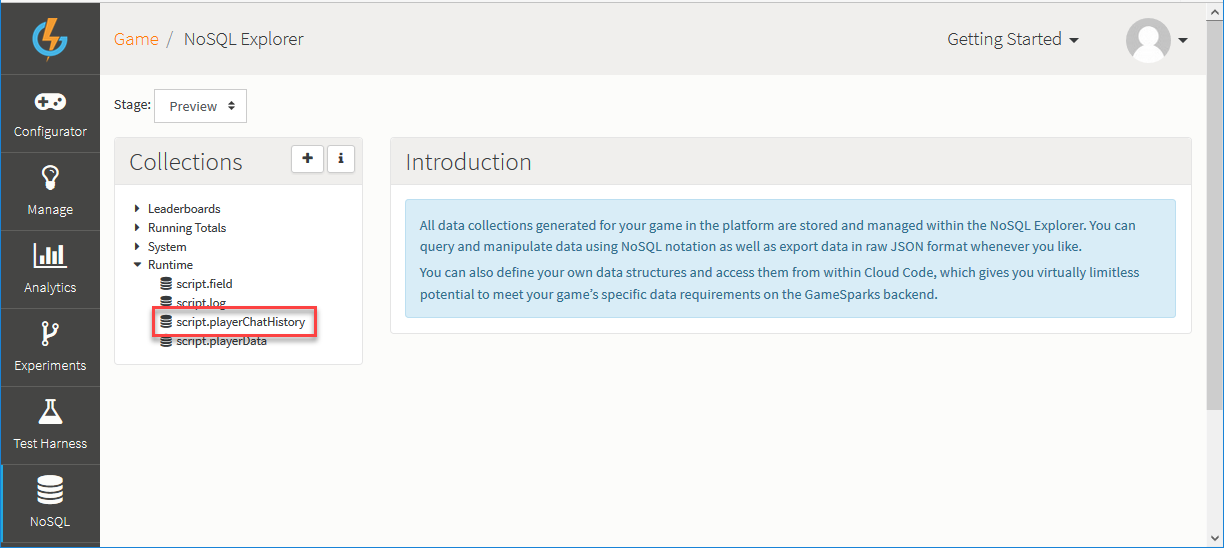 Game / NoSQL Explorer
Getting Started
Configurator
Manage
Analytics
Experiments
Test Harness
NoSQL
Stage: Preview
Collections
Leaderboards
Running Totals
System
Runtime
script.field
script.log
script.playerChatHistory
script.playerData
Introduction
All data collections generated for your game in the platform are stored and managed within the NoSQL Explorer. You can
query and manipulate data using NoSQL notation as well as export data in raw JSON format whenever you like.
You can also define your own data structures and access them from within Cloud Code, which gives you virtually limitless
potential to meet your game's specific data requirements on the GameSparks backend.